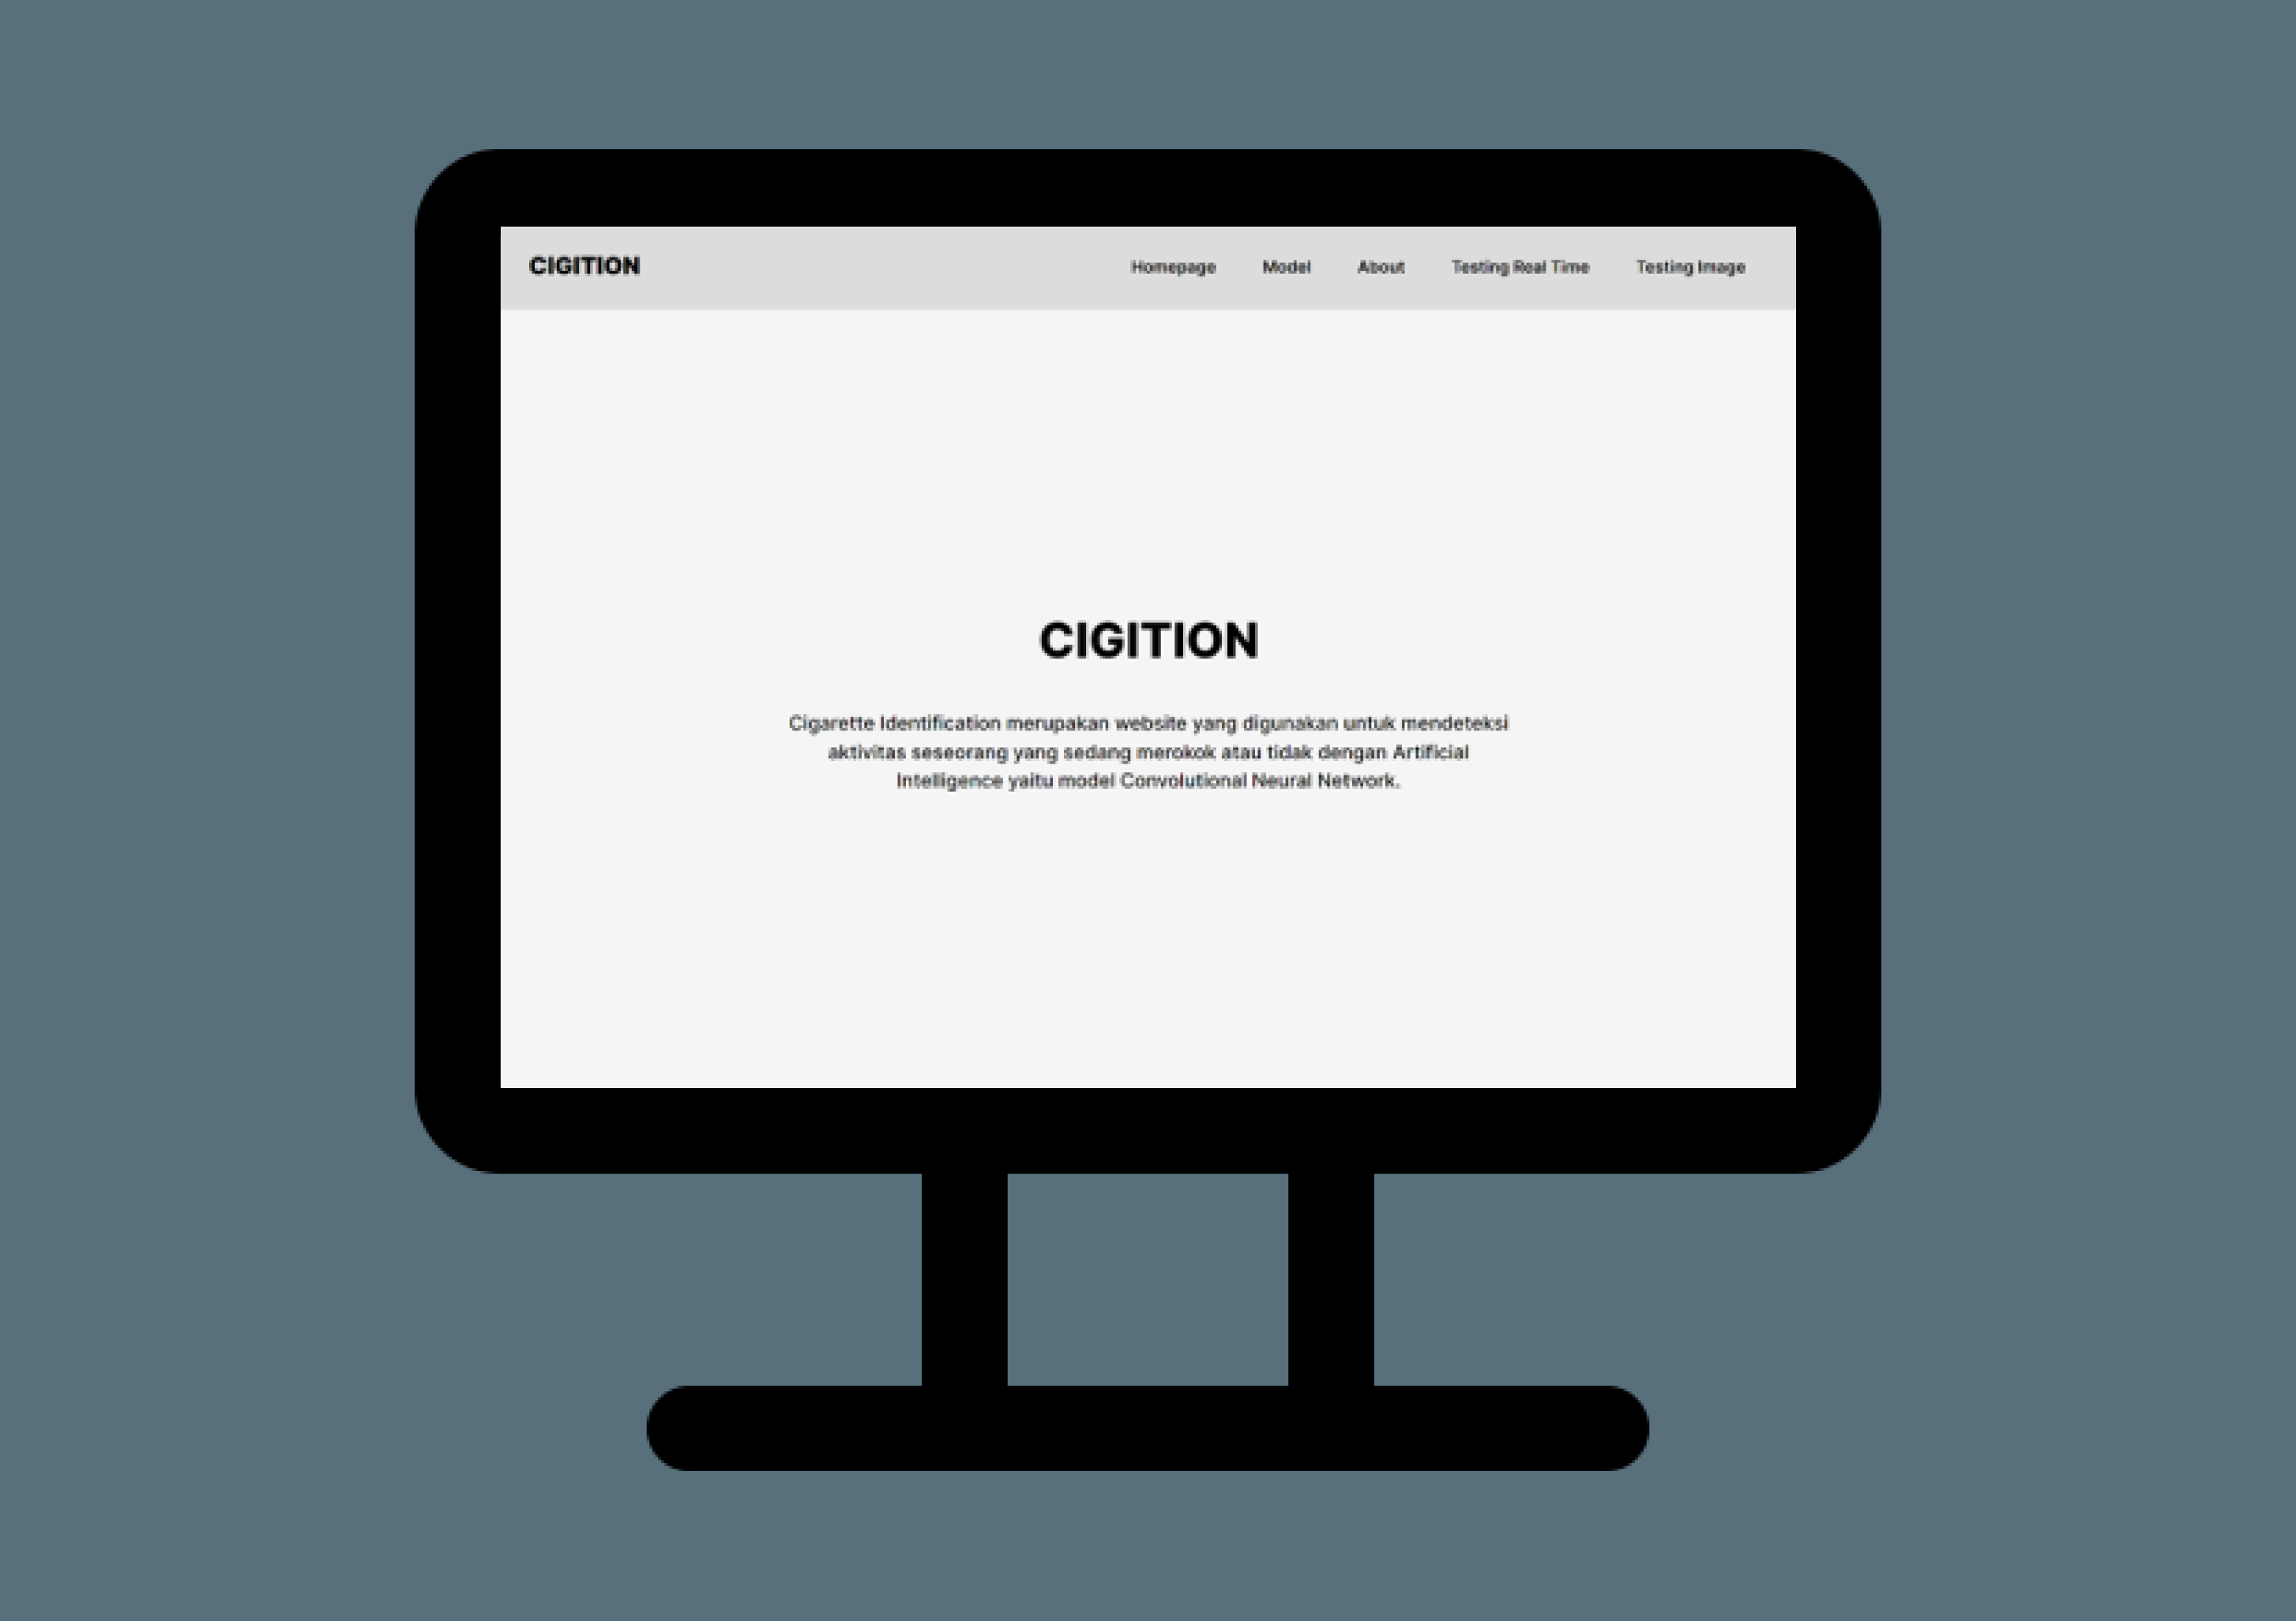 CIGITION
Homepage Model About Testing Real Time Testing Image
CIGITION
Cigarette Identification merupakan website yang digunakan untuk mendeteksi
aktivitas seseorang yang sedang merokok atau tidak dengan Artificial
Intelligence yaitu model Convolutional Neural Network.